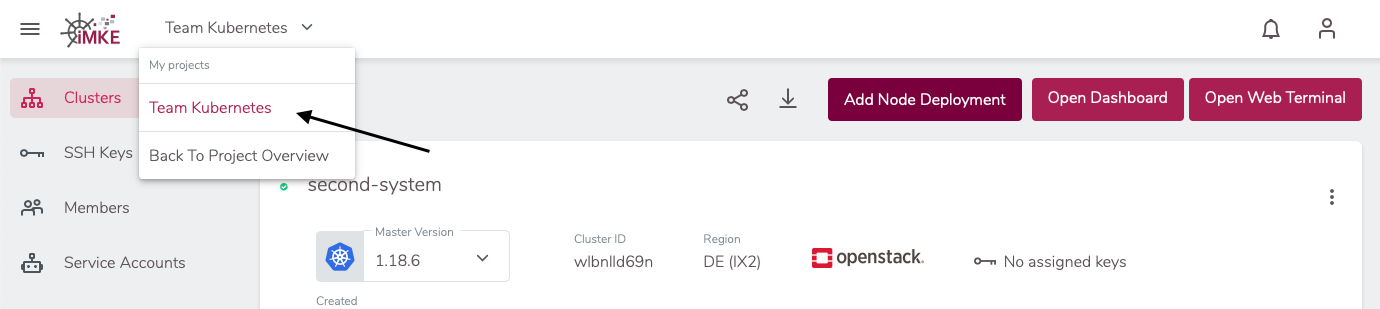 iMKE
Team Kubernetes
My projects
Team Kubernetes
Back To Project Overview
Clusters
SSH Keys
Members
Service Accounts
Add Node Deployment
Open Dashboard
Open Web Terminal
second-system
Master Version
1.18.6
Cluster ID
wlbnlld69n
Region
DE (IX2)
openstack.
No assigned keys
Created